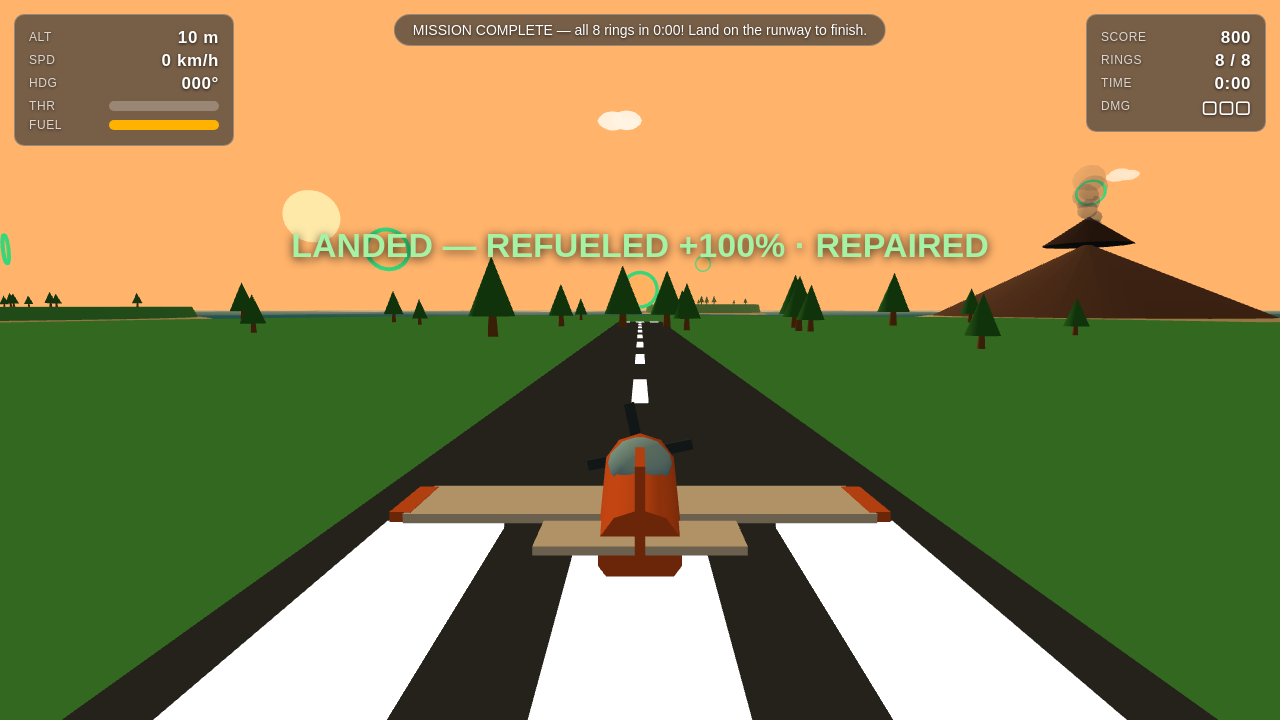 ALT 10 m
SPD 0 km/h
HDG 000°
THR
FUEL
MISSION COMPLETE — all 8 rings in 0:00! Land on the runway to finish.
SCORE 800
RINGS 8 / 8
TIME 0:00
DMG ▢▢▢
LANDED — REFUELED +100% · REPAIRED